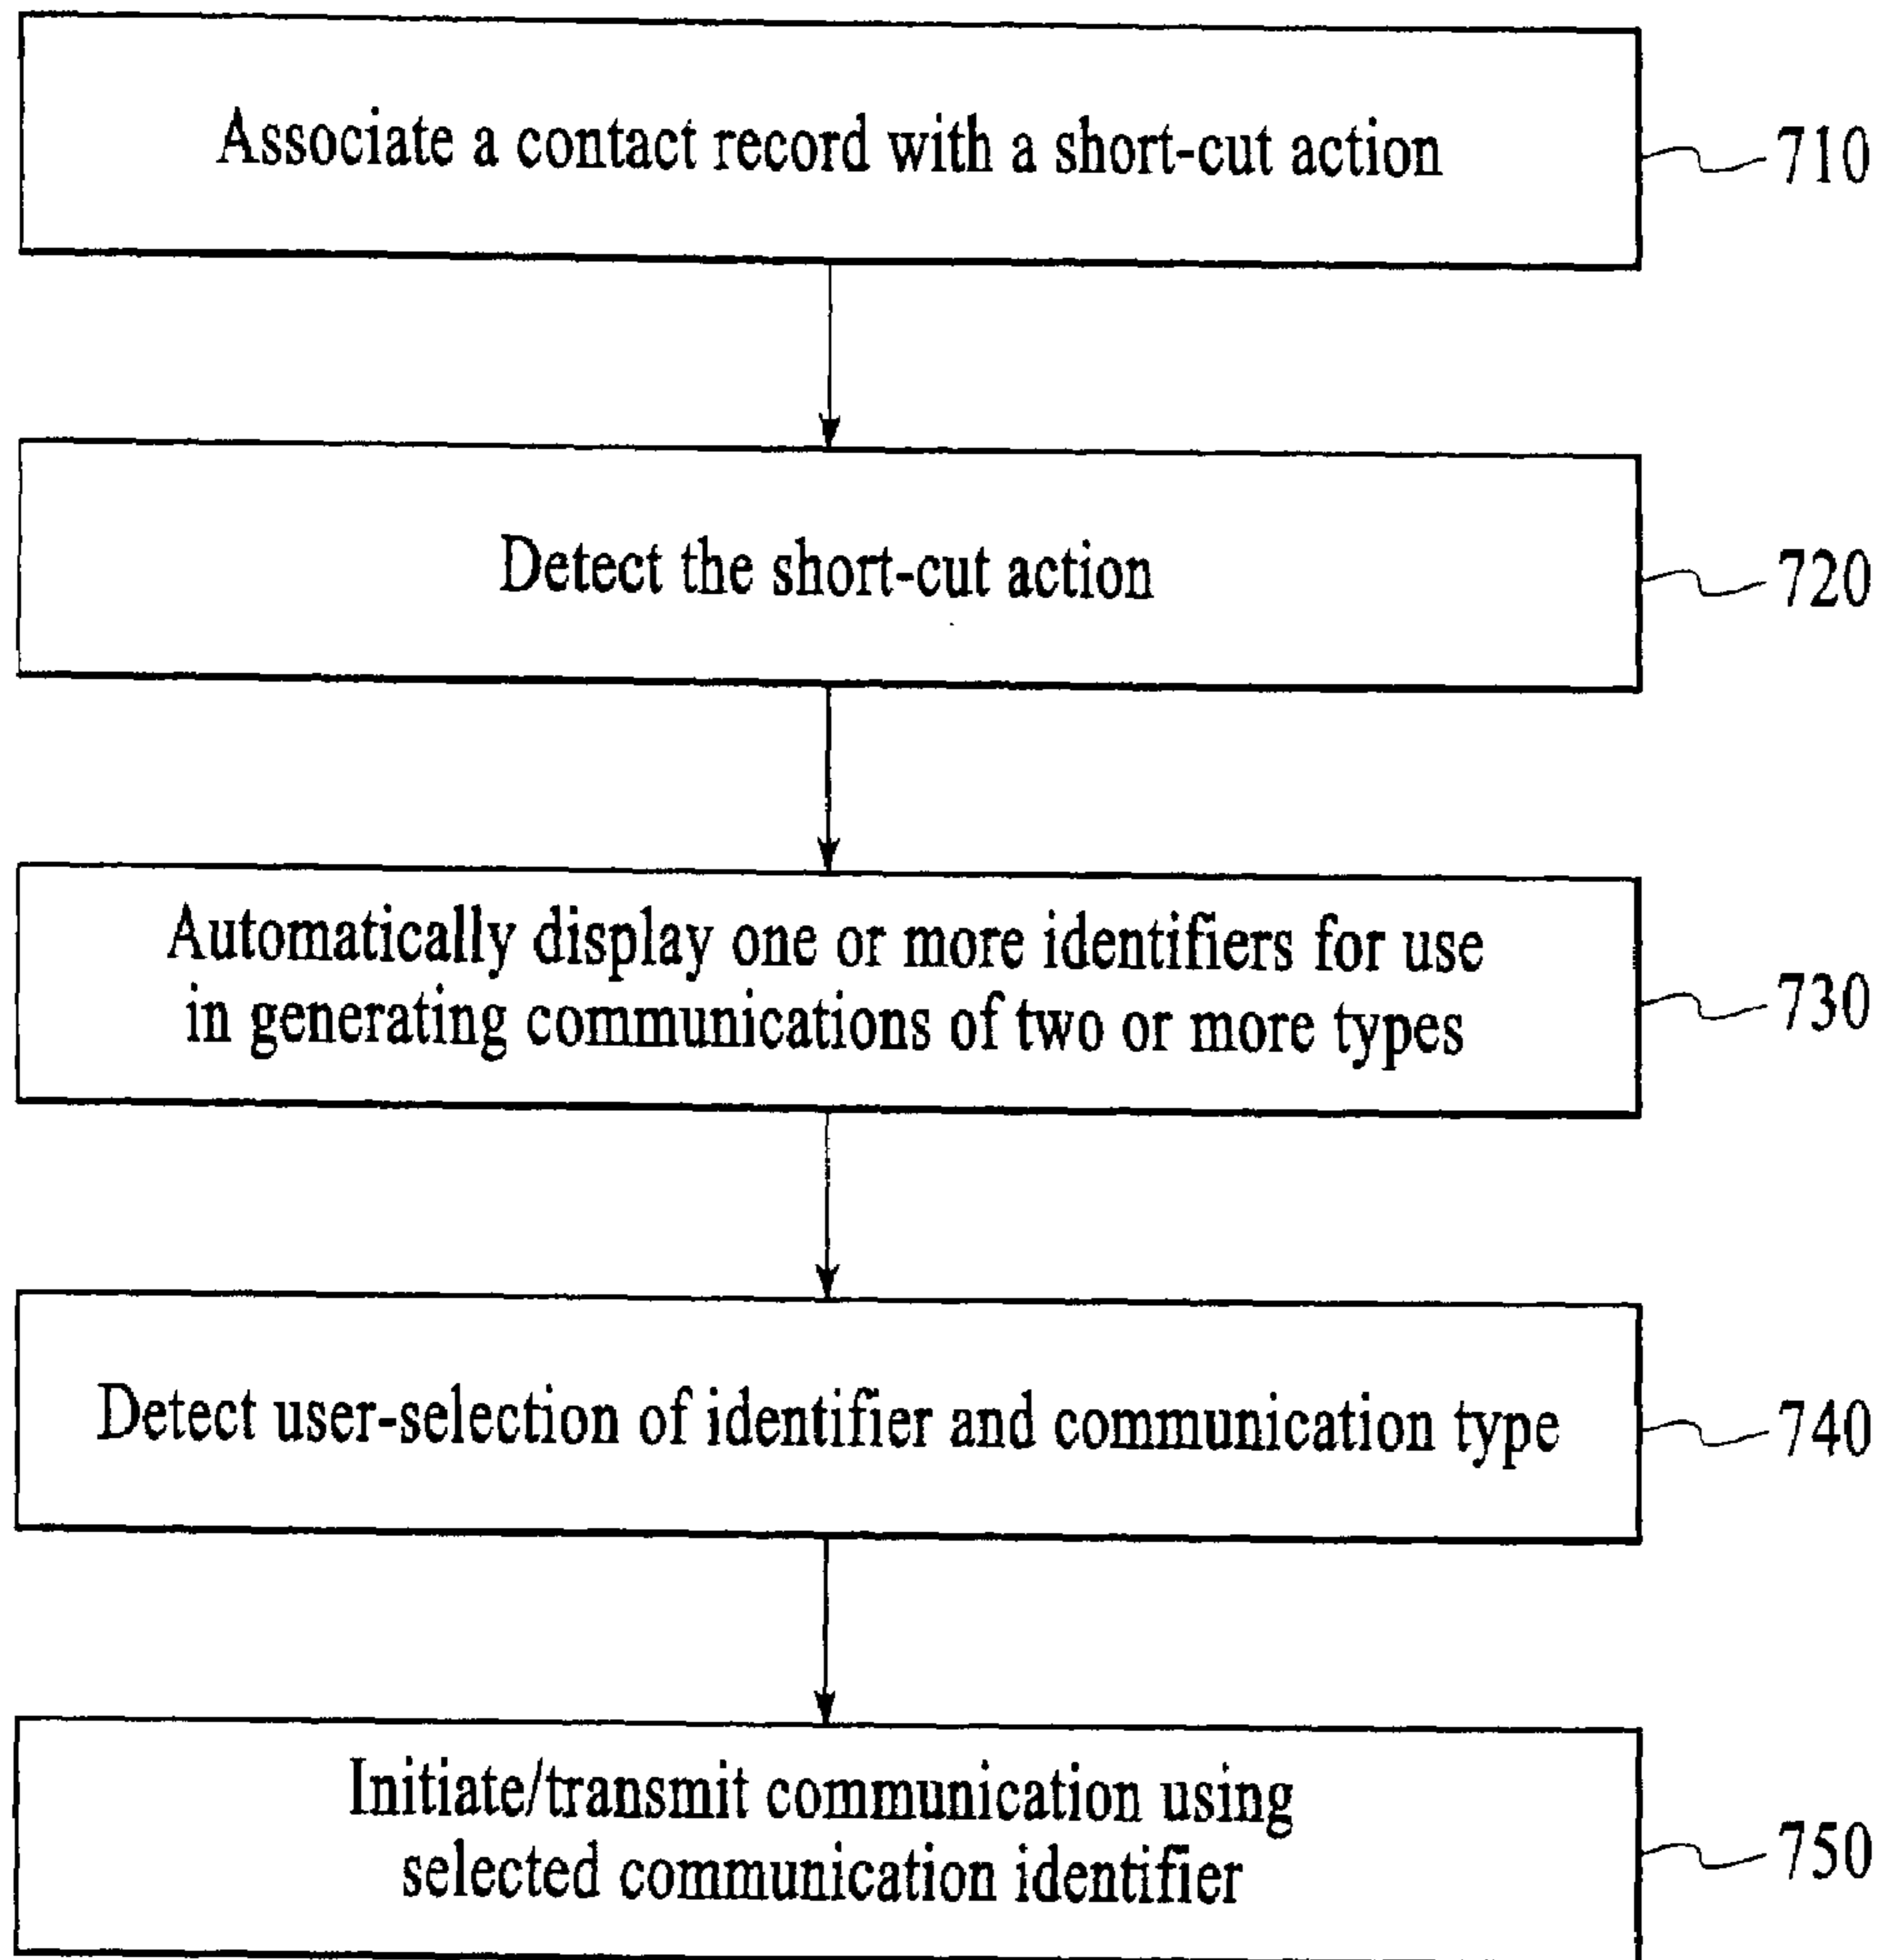 Associate a contact record with a short-cut action
710
Detect the short-cut action
720
Automatically display one or more identifiers for use
in generating communications of two or more types
730
Detect user-selection of identifier and communication type
740
Initiate/transmit communication using
selected communication identifier
750